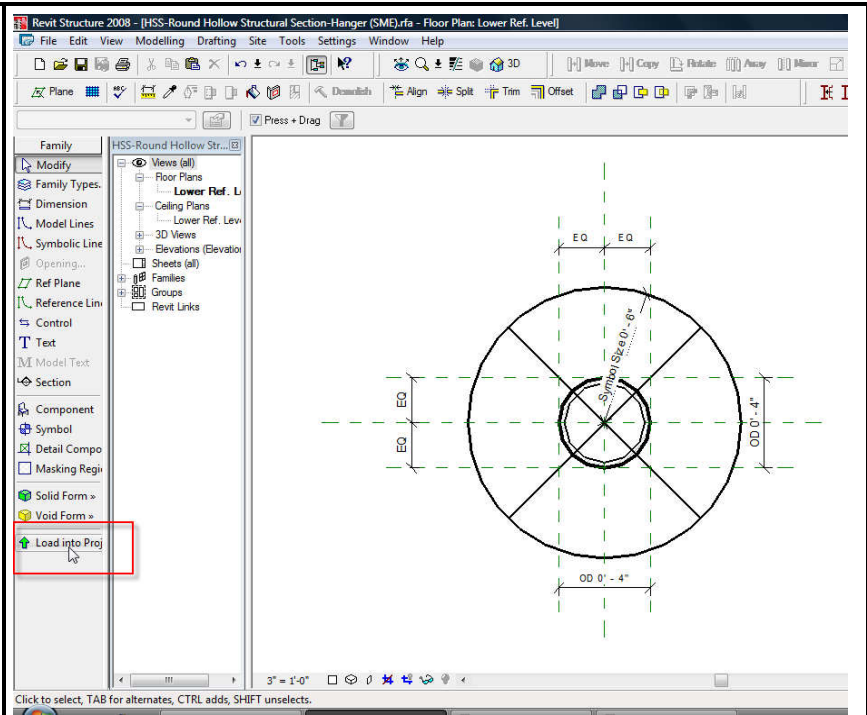 Revit Structure 2008 - [HSS-Round Hollow Structural Section-Hanger (SME).rfa - Floor Plan: Lower Ref. Level]
File Edit View Modelling Drafting Site Tools Settings Window Help
3D Move Copy Rotate Array Mirror
Plane Demolish Align Split Trim Offset
Press + Drag
Family
Modify
Family Types.
Dimension
Model Lines
Symbolic Line
Opening...
Ref Plane
Reference Lin
Control
Text
Model Text
Section
Component
Symbol
Detail Compo
Masking Regi
Solid Form »
Void Form »
Load into Proj
HSS-Round Hollow Str...
Views (all)
Floor Plans
Lower Ref. L
Ceiling Plans
Lower Ref. Lev
3D Views
Elevations (Elevation
Sheets (all)
Families
Groups
Revit Links
EQ EQ
Symbol Size 0' - 6"
EQ
EQ
OD 0' - 4"
OD 0' - 4"
3" = 1'-0"
Click to select, TAB for alternates, CTRL adds, SHIFT unselects.